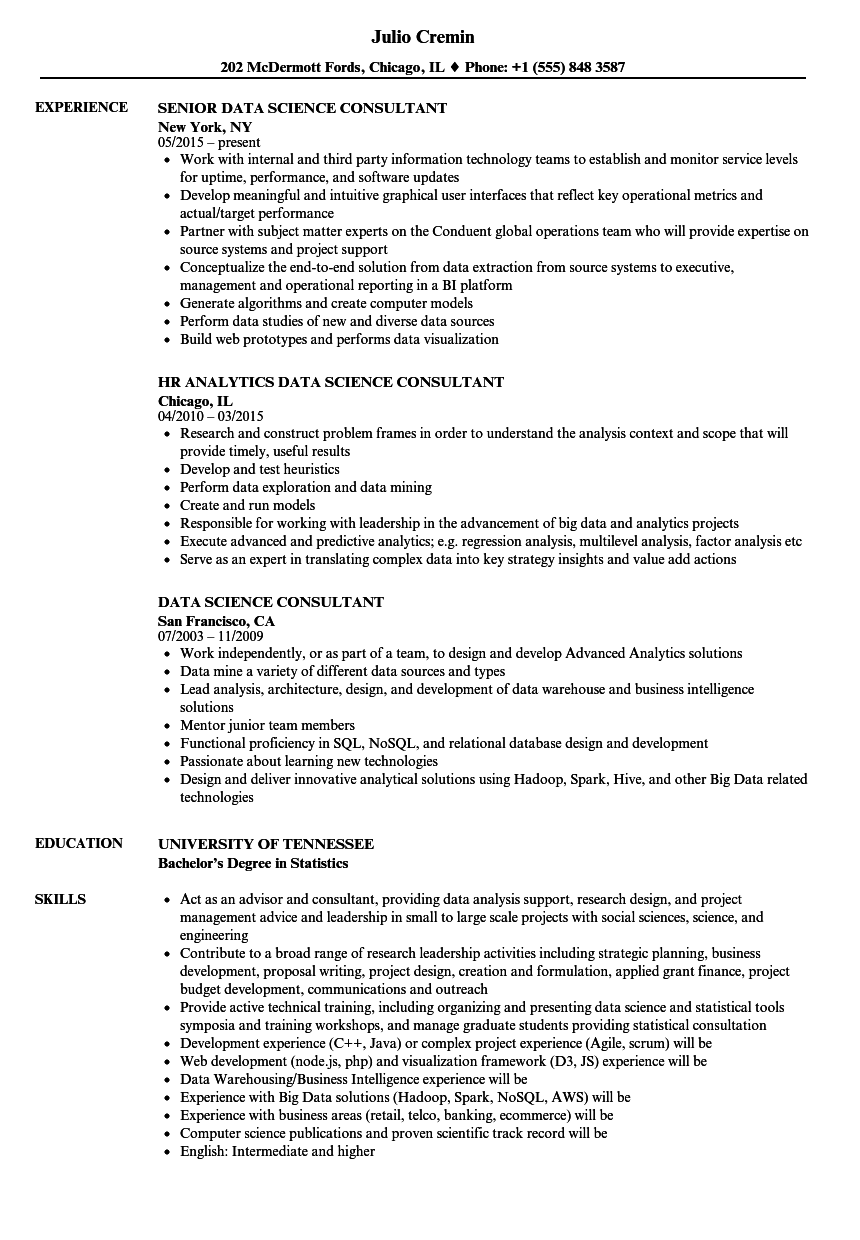 Julio Cremin
202 McDermott Fords, Chicago, IL ♦ Phone: +1 (555) 848 3587
EXPERIENCE
SENIOR DATA SCIENCE CONSULTANT
New York, NY
05/2015 – present
• Work with internal and third party information technology teams to establish and monitor service levels
for uptime, performance, and software updates
• Develop meaningful and intuitive graphical user interfaces that reflect key operational metrics and
actual/target performance
• Partner with subject matter experts on the Conduent global operations team who will provide expertise on
source systems and project support
• Conceptualize the end-to-end solution from data extraction from source systems to executive,
management and operational reporting in a BI platform
• Generate algorithms and create computer models
• Perform data studies of new and diverse data sources
• Build web prototypes and performs data visualization
HR ANALYTICS DATA SCIENCE CONSULTANT
Chicago, IL
04/2010 – 03/2015
• Research and construct problem frames in order to understand the analysis context and scope that will
provide timely, useful results
• Develop and test heuristics
• Perform data exploration and data mining
• Create and run models
• Responsible for working with leadership in the advancement of big data and analytics projects
• Execute advanced and predictive analytics; e.g. regression analysis, multilevel analysis, factor analysis etc
• Serve as an expert in translating complex data into key strategy insights and value add actions
DATA SCIENCE CONSULTANT
San Francisco, CA
07/2003 – 11/2009
• Work independently, or as part of a team, to design and develop Advanced Analytics solutions
• Data mine a variety of different data sources and types
• Lead analysis, architecture, design, and development of data warehouse and business intelligence
solutions
• Mentor junior team members
• Functional proficiency in SQL, NoSQL, and relational database design and development
• Passionate about learning new technologies
• Design and deliver innovative analytical solutions using Hadoop, Spark, Hive, and other Big Data related
technologies
EDUCATION
UNIVERSITY OF TENNESSEE
Bachelor's Degree in Statistics
SKILLS
• Act as an advisor and consultant, providing data analysis support, research design, and project
management advice and leadership in small to large scale projects with social sciences, science, and
engineering
• Contribute to a broad range of research leadership activities including strategic planning, business
development, proposal writing, project design, creation and formulation, applied grant finance, project
budget development, communications and outreach
• Provide active technical training, including organizing and presenting data science and statistical tools
symposia and training workshops, and manage graduate students providing statistical consultation
• Development experience (C++, Java) or complex project experience (Agile, scrum) will be
• Web development (node.js, php) and visualization framework (D3, JS) experience will be
• Data Warehousing/Business Intelligence experience will be
• Experience with Big Data solutions (Hadoop, Spark, NoSQL, AWS) will be
• Experience with business areas (retail, telco, banking, ecommerce) will be
• Computer science publications and proven scientific track record will be
• English: Intermediate and higher